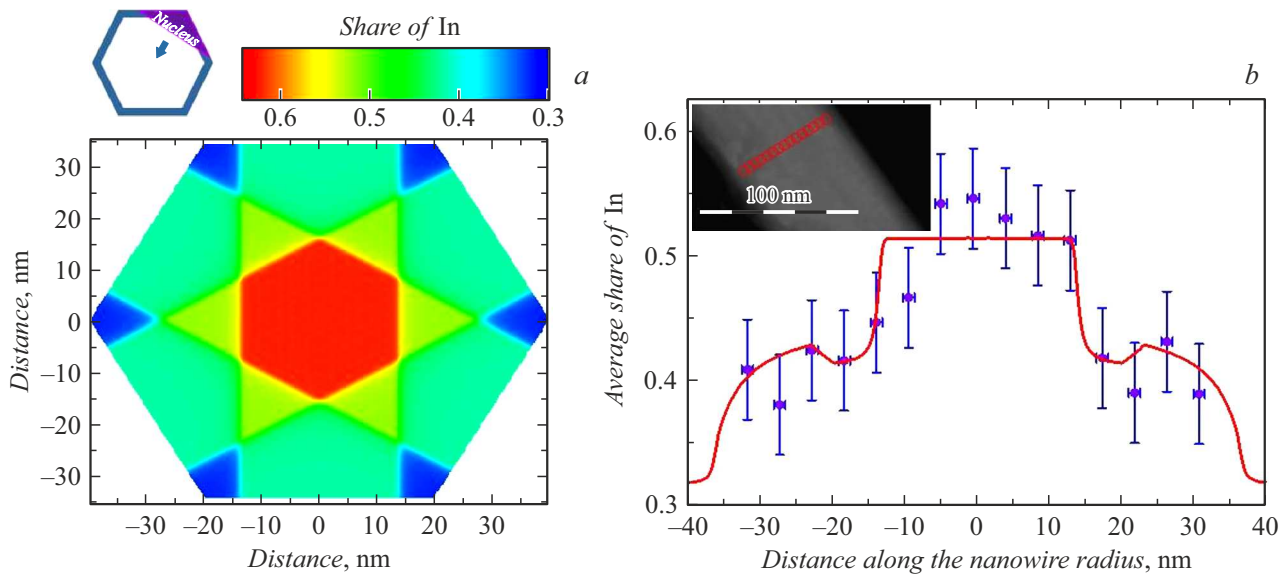 Nucleus
Share of In
a
0.6 0.5 0.4 0.3
Distance, nm
30
20
10
0
–10
–20
–30
–30 –20 –10 0 10 20 30
Distance, nm
b
100 nm
Average share of In
0.6
0.5
0.4
0.3
–40 –30 –20 –10 0 10 20 30 40
Distance along the nanowire radius, nm